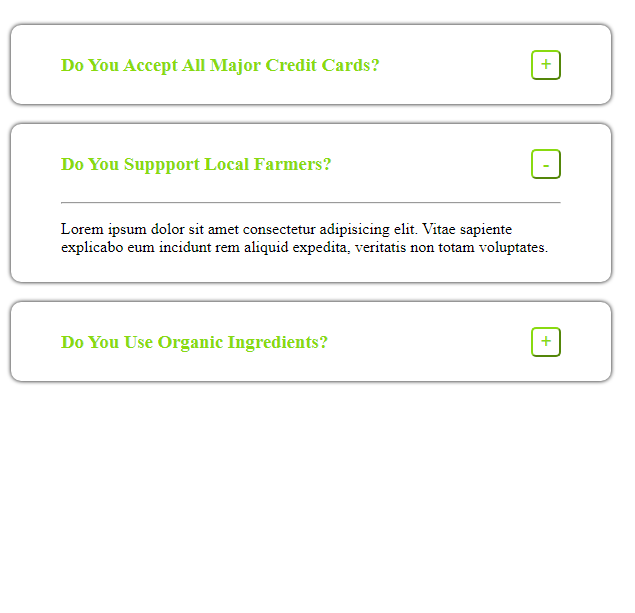 Do You Accept All Major Credit Cards?
+
Do You Suppport Local Farmers?
-
Lorem ipsum dolor sit amet consectetur adipisicing elit. Vitae sapiente
explicabo eum incidunt rem aliquid expedita, veritatis non totam voluptates.
Do You Use Organic Ingredients?
+